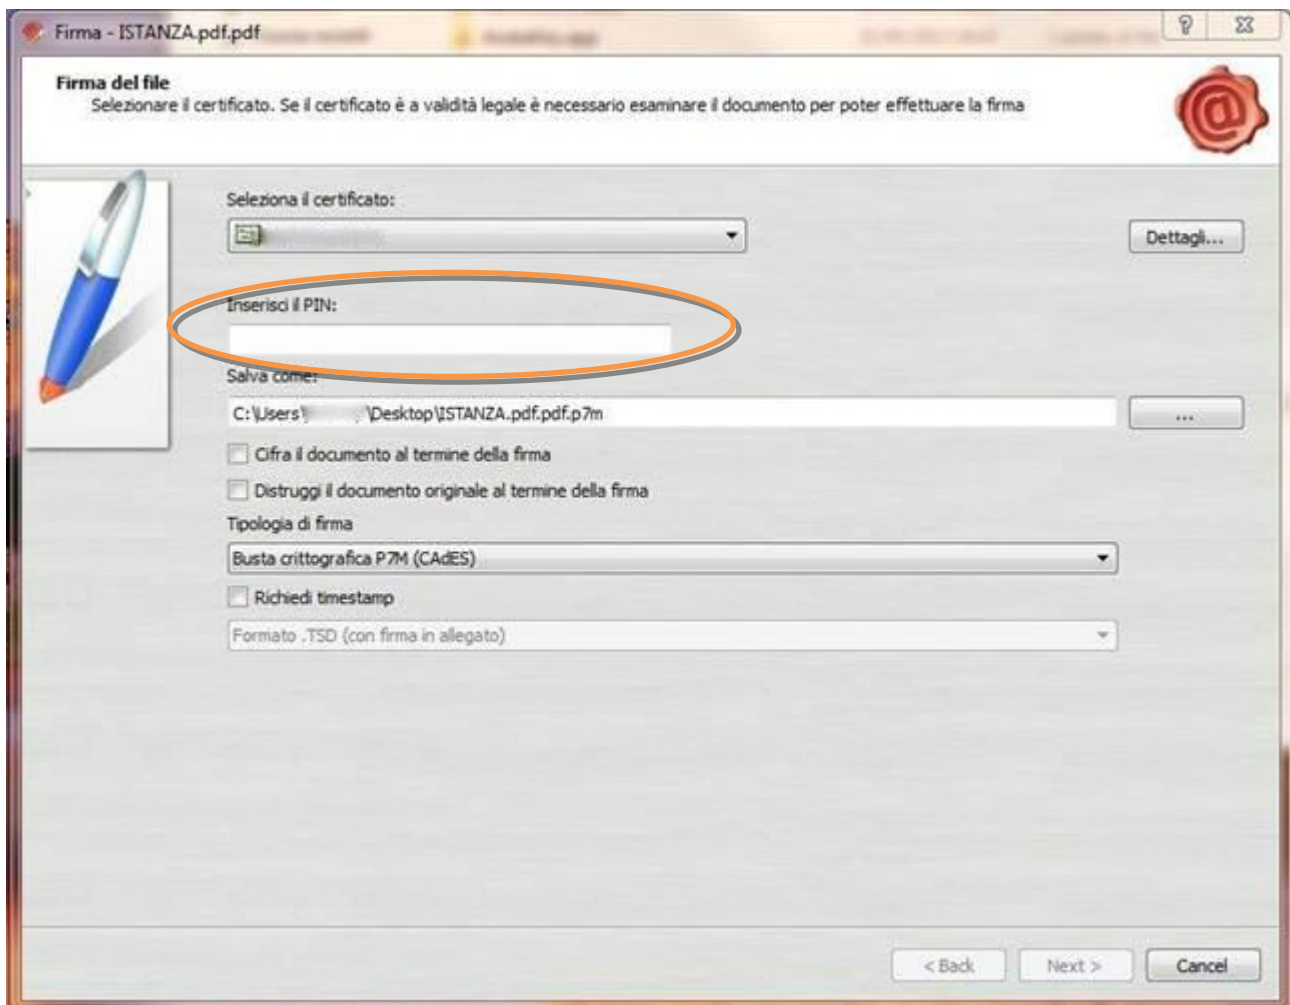 Firma - ISTANZA.pdf.pdf
Firma del file
Selezionare il certificato. Se il certificato è a validità legale è necessario esaminare il documento per poter effettuare la firma
Seleziona il certificato:
Dettagli...
Inserisci il PIN:
Salva come:
C:\Users\ \Desktop\ISTANZA.pdf.pdf.p7m
...
Cifra il documento al termine della firma
Distruggi il documento originale al termine della firma
Tipologia di firma
Busta crittografica P7M (CAdES)
Richiedi timestamp
Formato .TSD (con firma in allegato)
< Back Next > Cancel